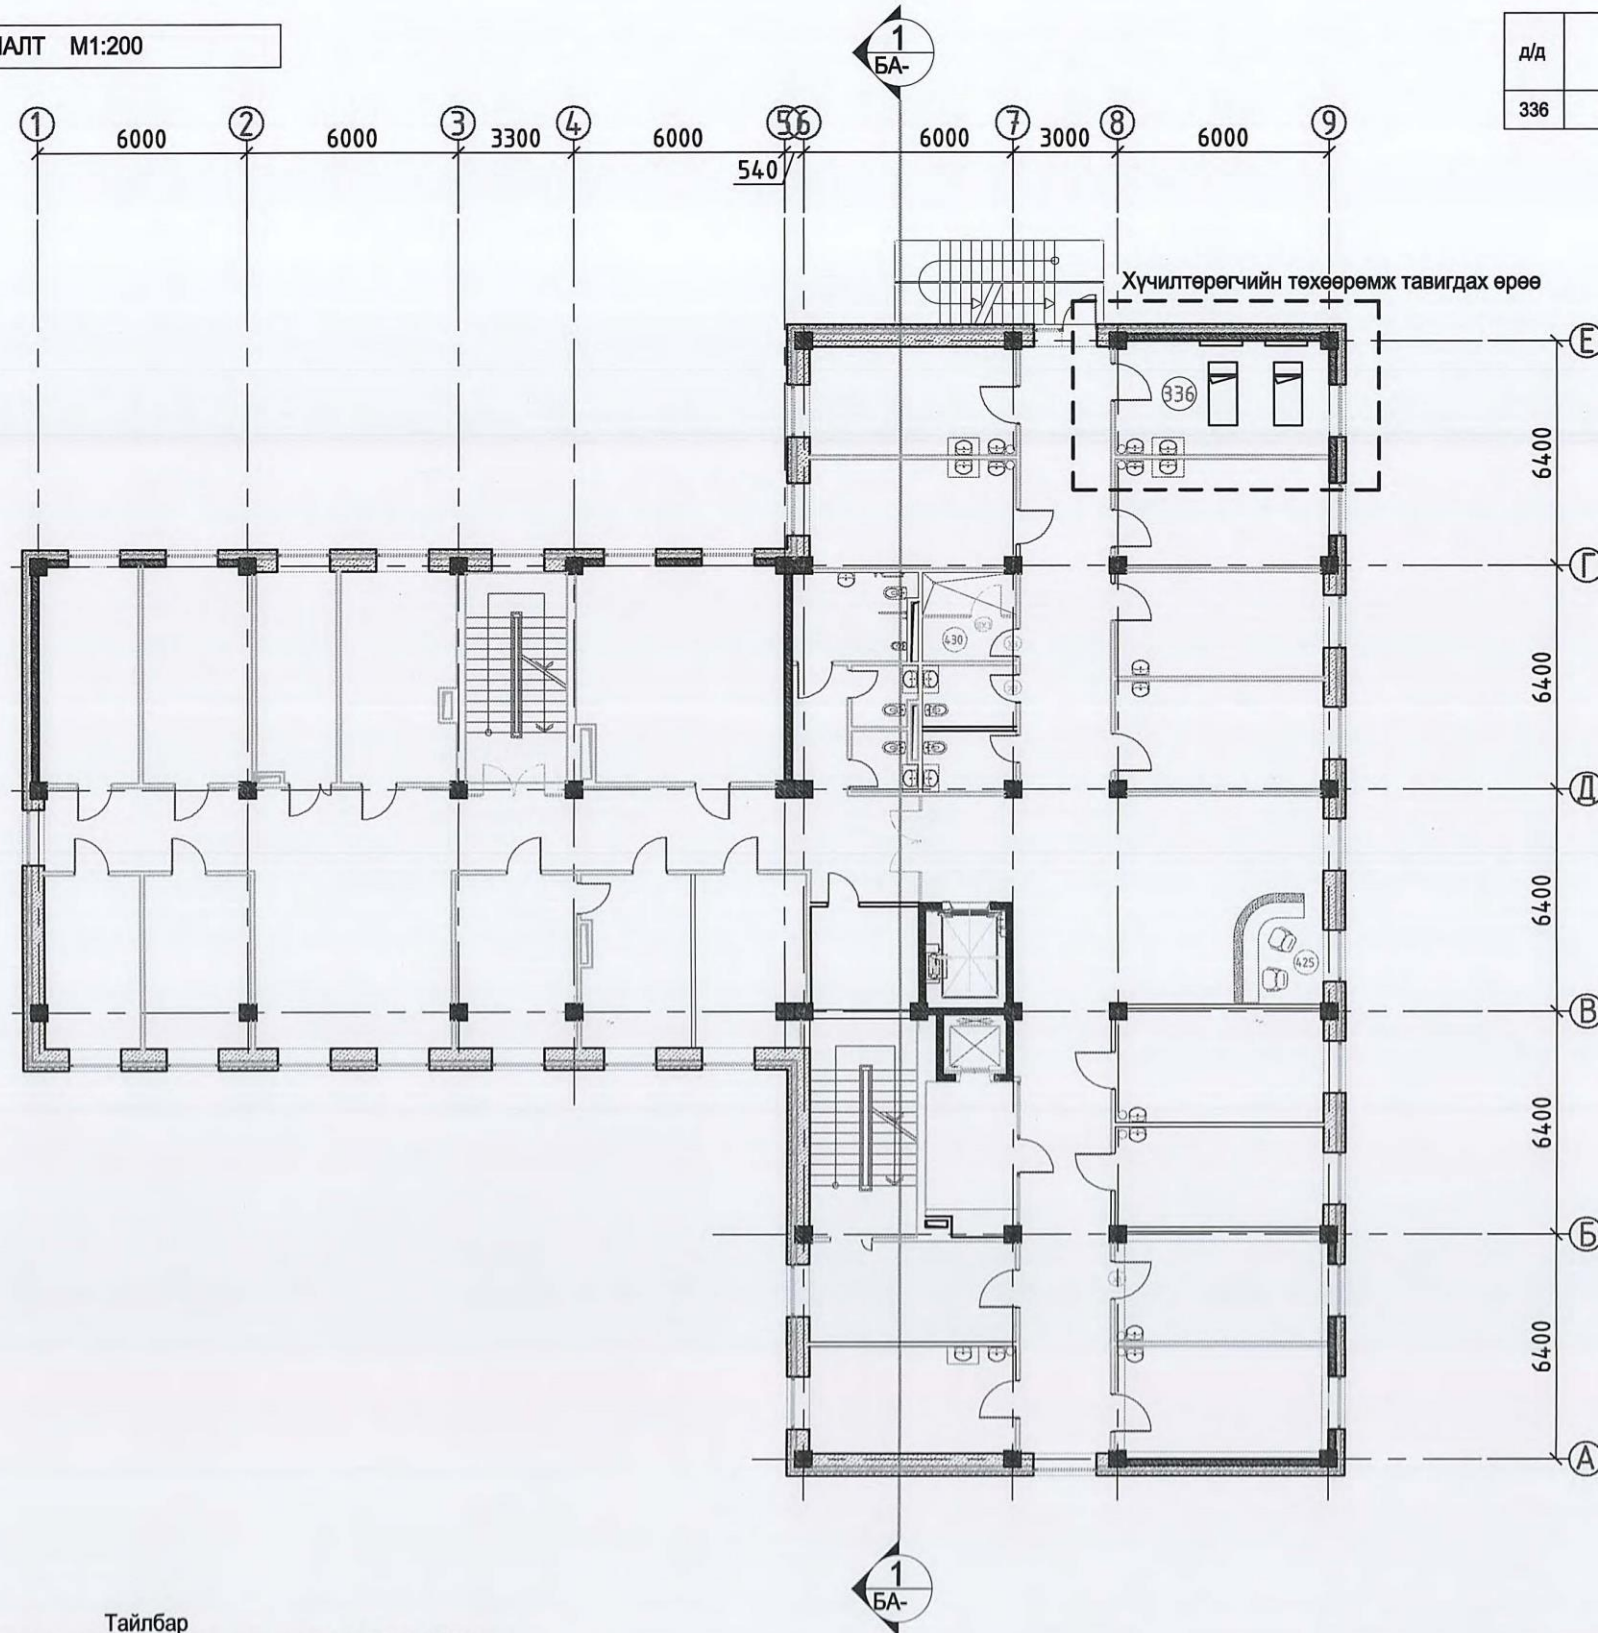 АЛТ М1:200
1
БА-
д/д
336
1 2 3 4 5 6 7 8 9
6000 6000 3300 6000 6000 3000 6000
540
Хүчилтөрөгчийн төхөөрөмж тавигдах өрөө
Е
336
6400
Г
430
6400
Д
6400
425
В
6400
Б
6400
А
1
БА-
Тайлбар